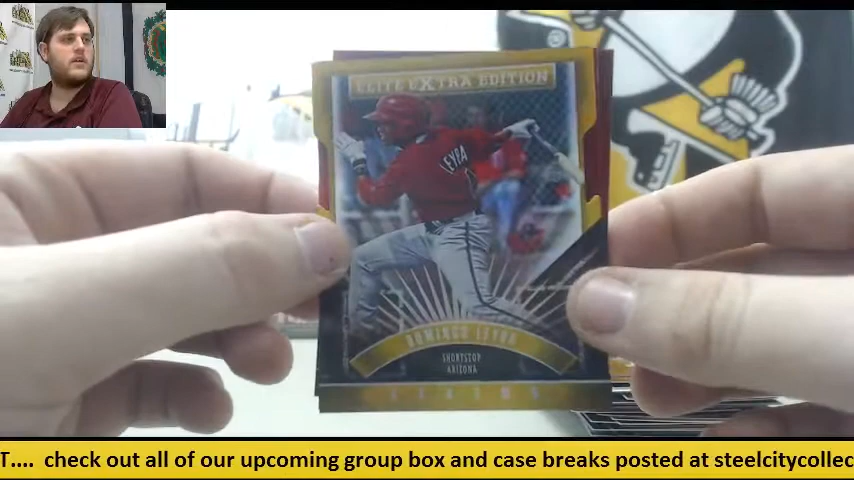 ELITE EXTRA EDITION
LEYBA
DOMINGO LEYBA
SHORTSTOP
ARIZONA
STATUS
T.... check out all of our upcoming group box and case breaks posted at steelcitycollec